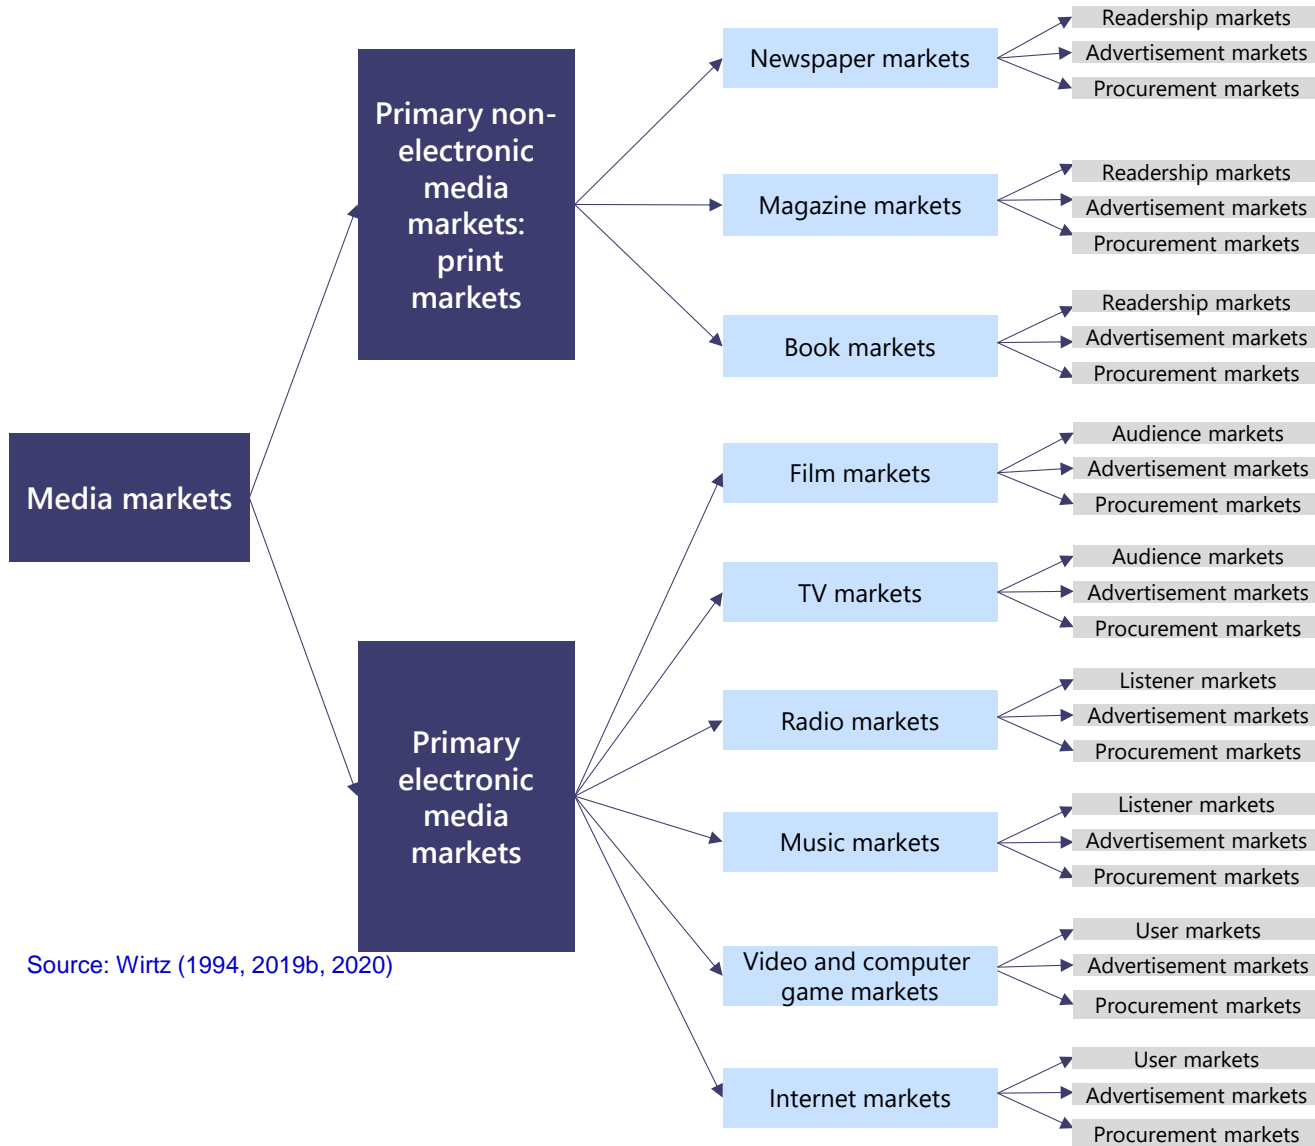 Media markets
Primary non-
electronic
media
markets:
print
markets
Primary
electronic
media
markets
Newspaper markets
Readership markets
Advertisement markets
Procurement markets
Magazine markets
Readership markets
Advertisement markets
Procurement markets
Book markets
Readership markets
Advertisement markets
Procurement markets
Film markets
Audience markets
Advertisement markets
Procurement markets
TV markets
Audience markets
Advertisement markets
Procurement markets
Radio markets
Listener markets
Advertisement markets
Procurement markets
Music markets
Listener markets
Advertisement markets
Procurement markets
Video and computer
game markets
User markets
Advertisement markets
Procurement markets
Internet markets
User markets
Advertisement markets
Procurement markets
Source: Wirtz (1994, 2019b, 2020)